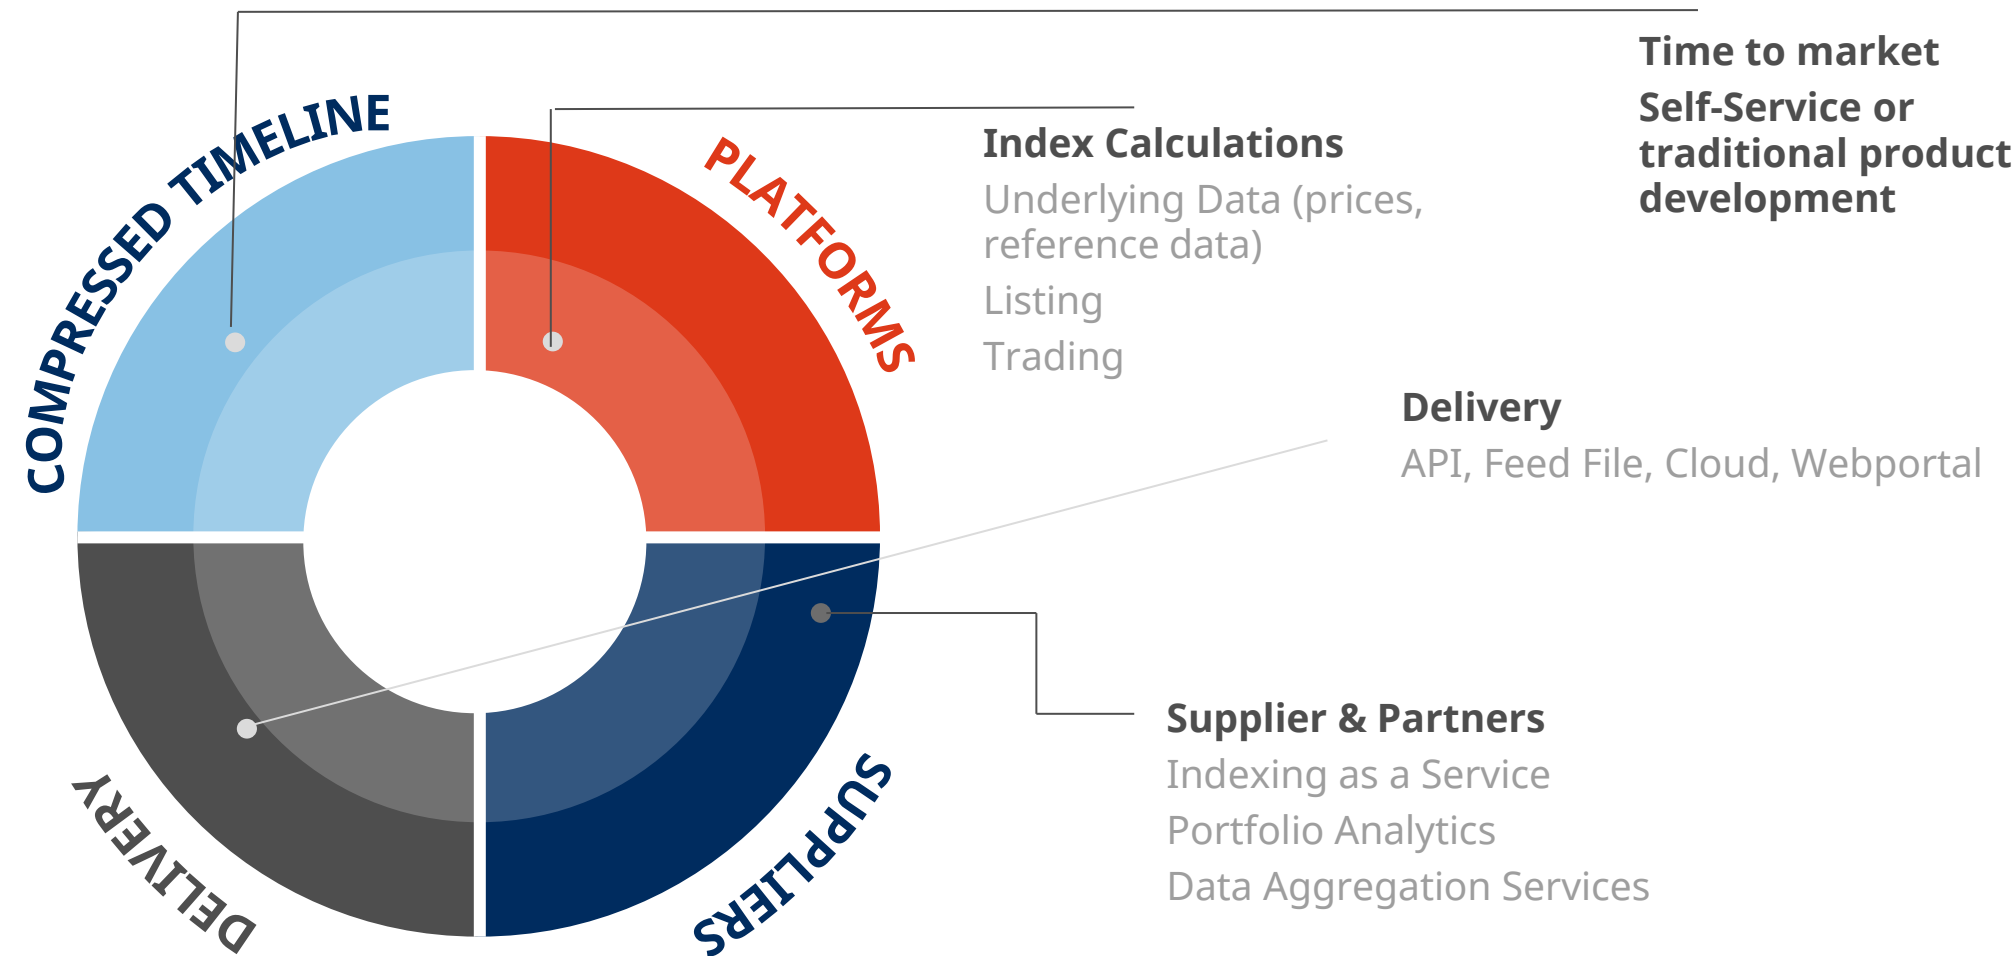 Time to market
Self-Service or
traditional product
development
COMPRESSED TIMELINE
PLATFORMS
Index Calculations
Underlying Data (prices,
reference data)
Listing
Trading
Delivery
API, Feed File, Cloud, Webportal
Supplier & Partners
Indexing as a Service
Portfolio Analytics
Data Aggregation Services
DELIVERY
SUPPLIERS